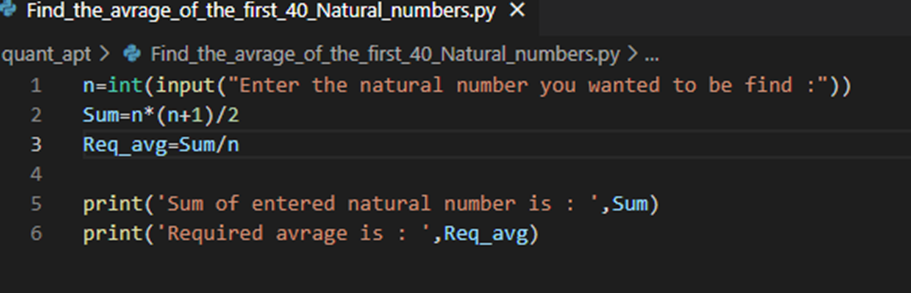 Find_the_avrage_of_the_first_40_Natural_numbers.py ✕
quant_apt > Find_the_avrage_of_the_first_40_Natural_numbers.py > ...
1 n=int(input("Enter the natural number you wanted to be find :"))
2 Sum=n*(n+1)/2
3 Req_avg=Sum/n
4
5 print('Sum of entered natural number is : ',Sum)
6 print('Required avrage is : ',Req_avg)